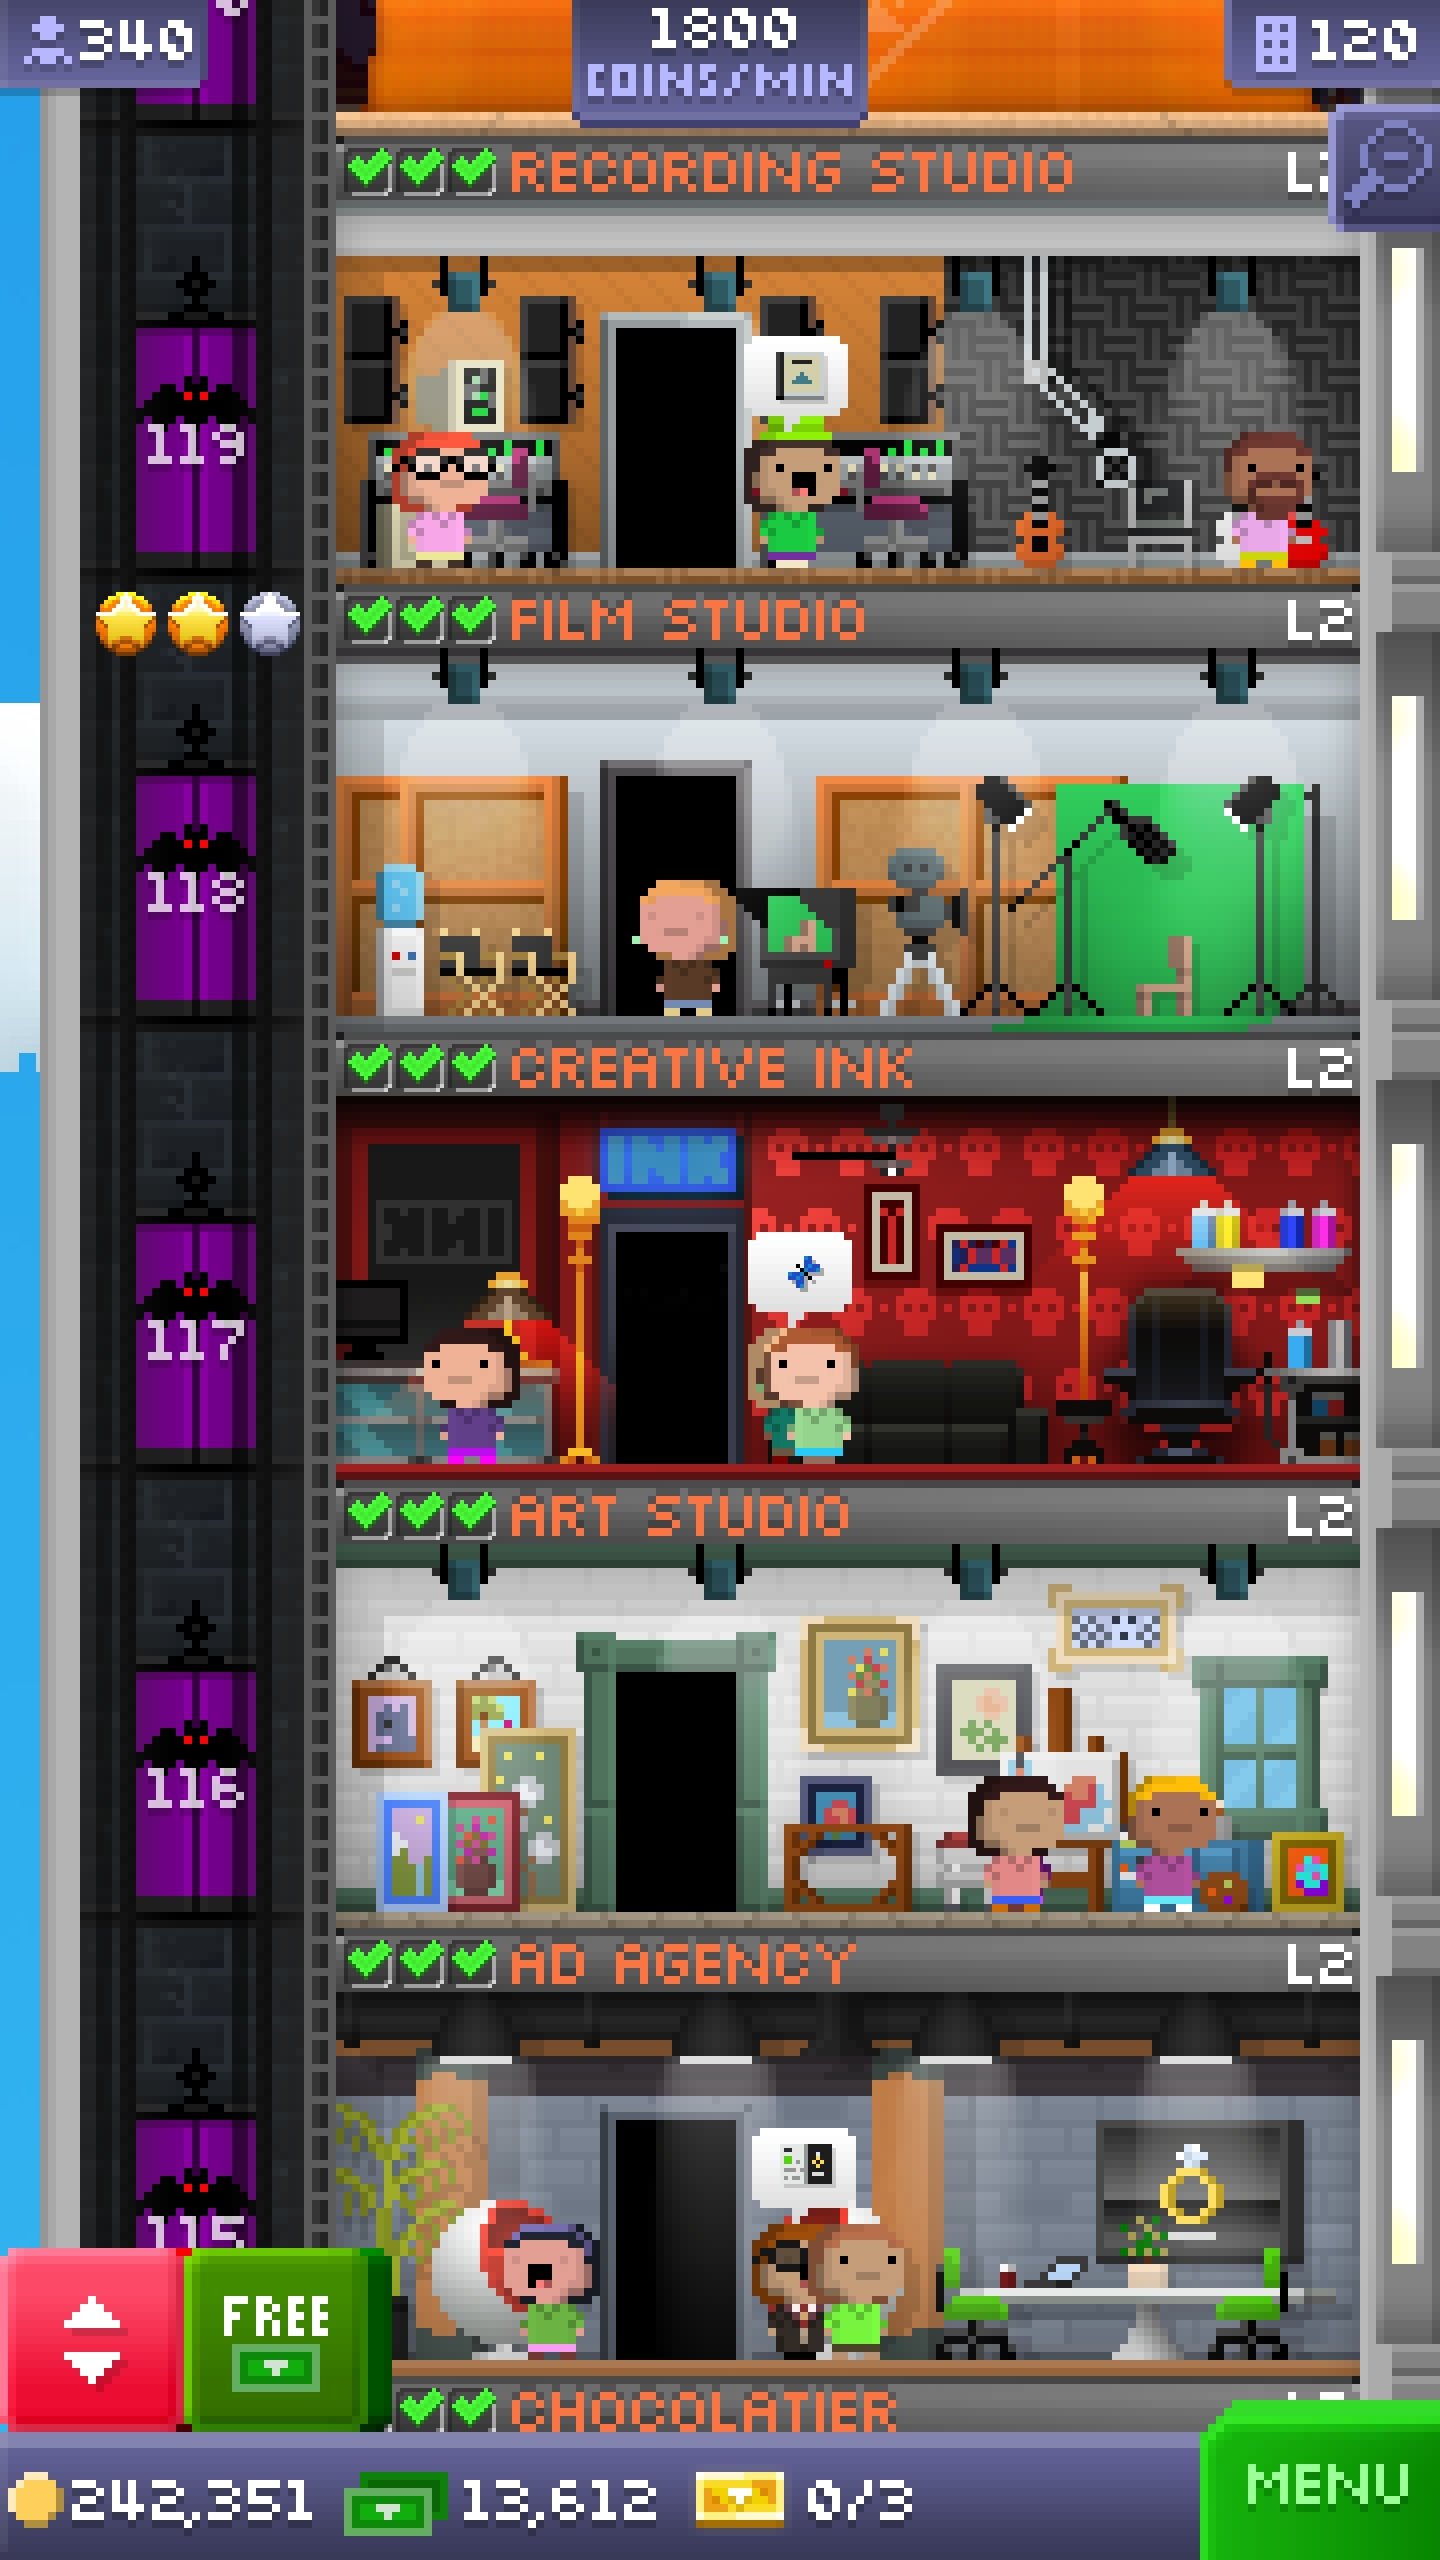 340
1800
COINS/MIN
120
RECORDING STUDIO
119
FILM STUDIO L2
118
CREATIVE INK L2
INK
117
ART STUDIO L2
116
AD AGENCY L2
115
FREE
CHOCOLATIER
242,351 13,612 0/3
MENU